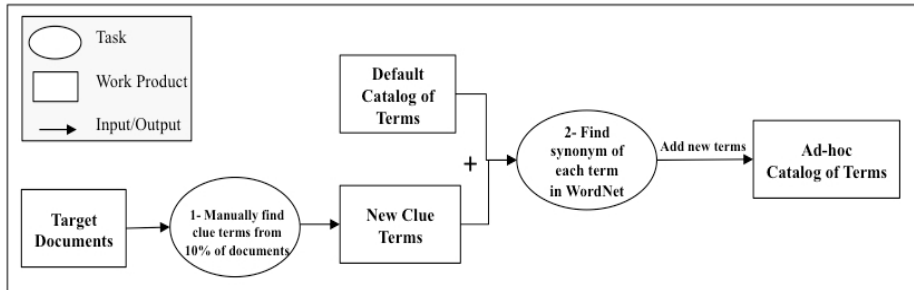 Task
Work Product
Input/Output
Default
Catalog of
Terms
+
2- Find
synonym of
each term
in WordNet
Add new terms
Ad-hoc
Catalog of Terms
Target
Documents
1- Manually find
clue terms from
10% of documents
New Clue
Terms